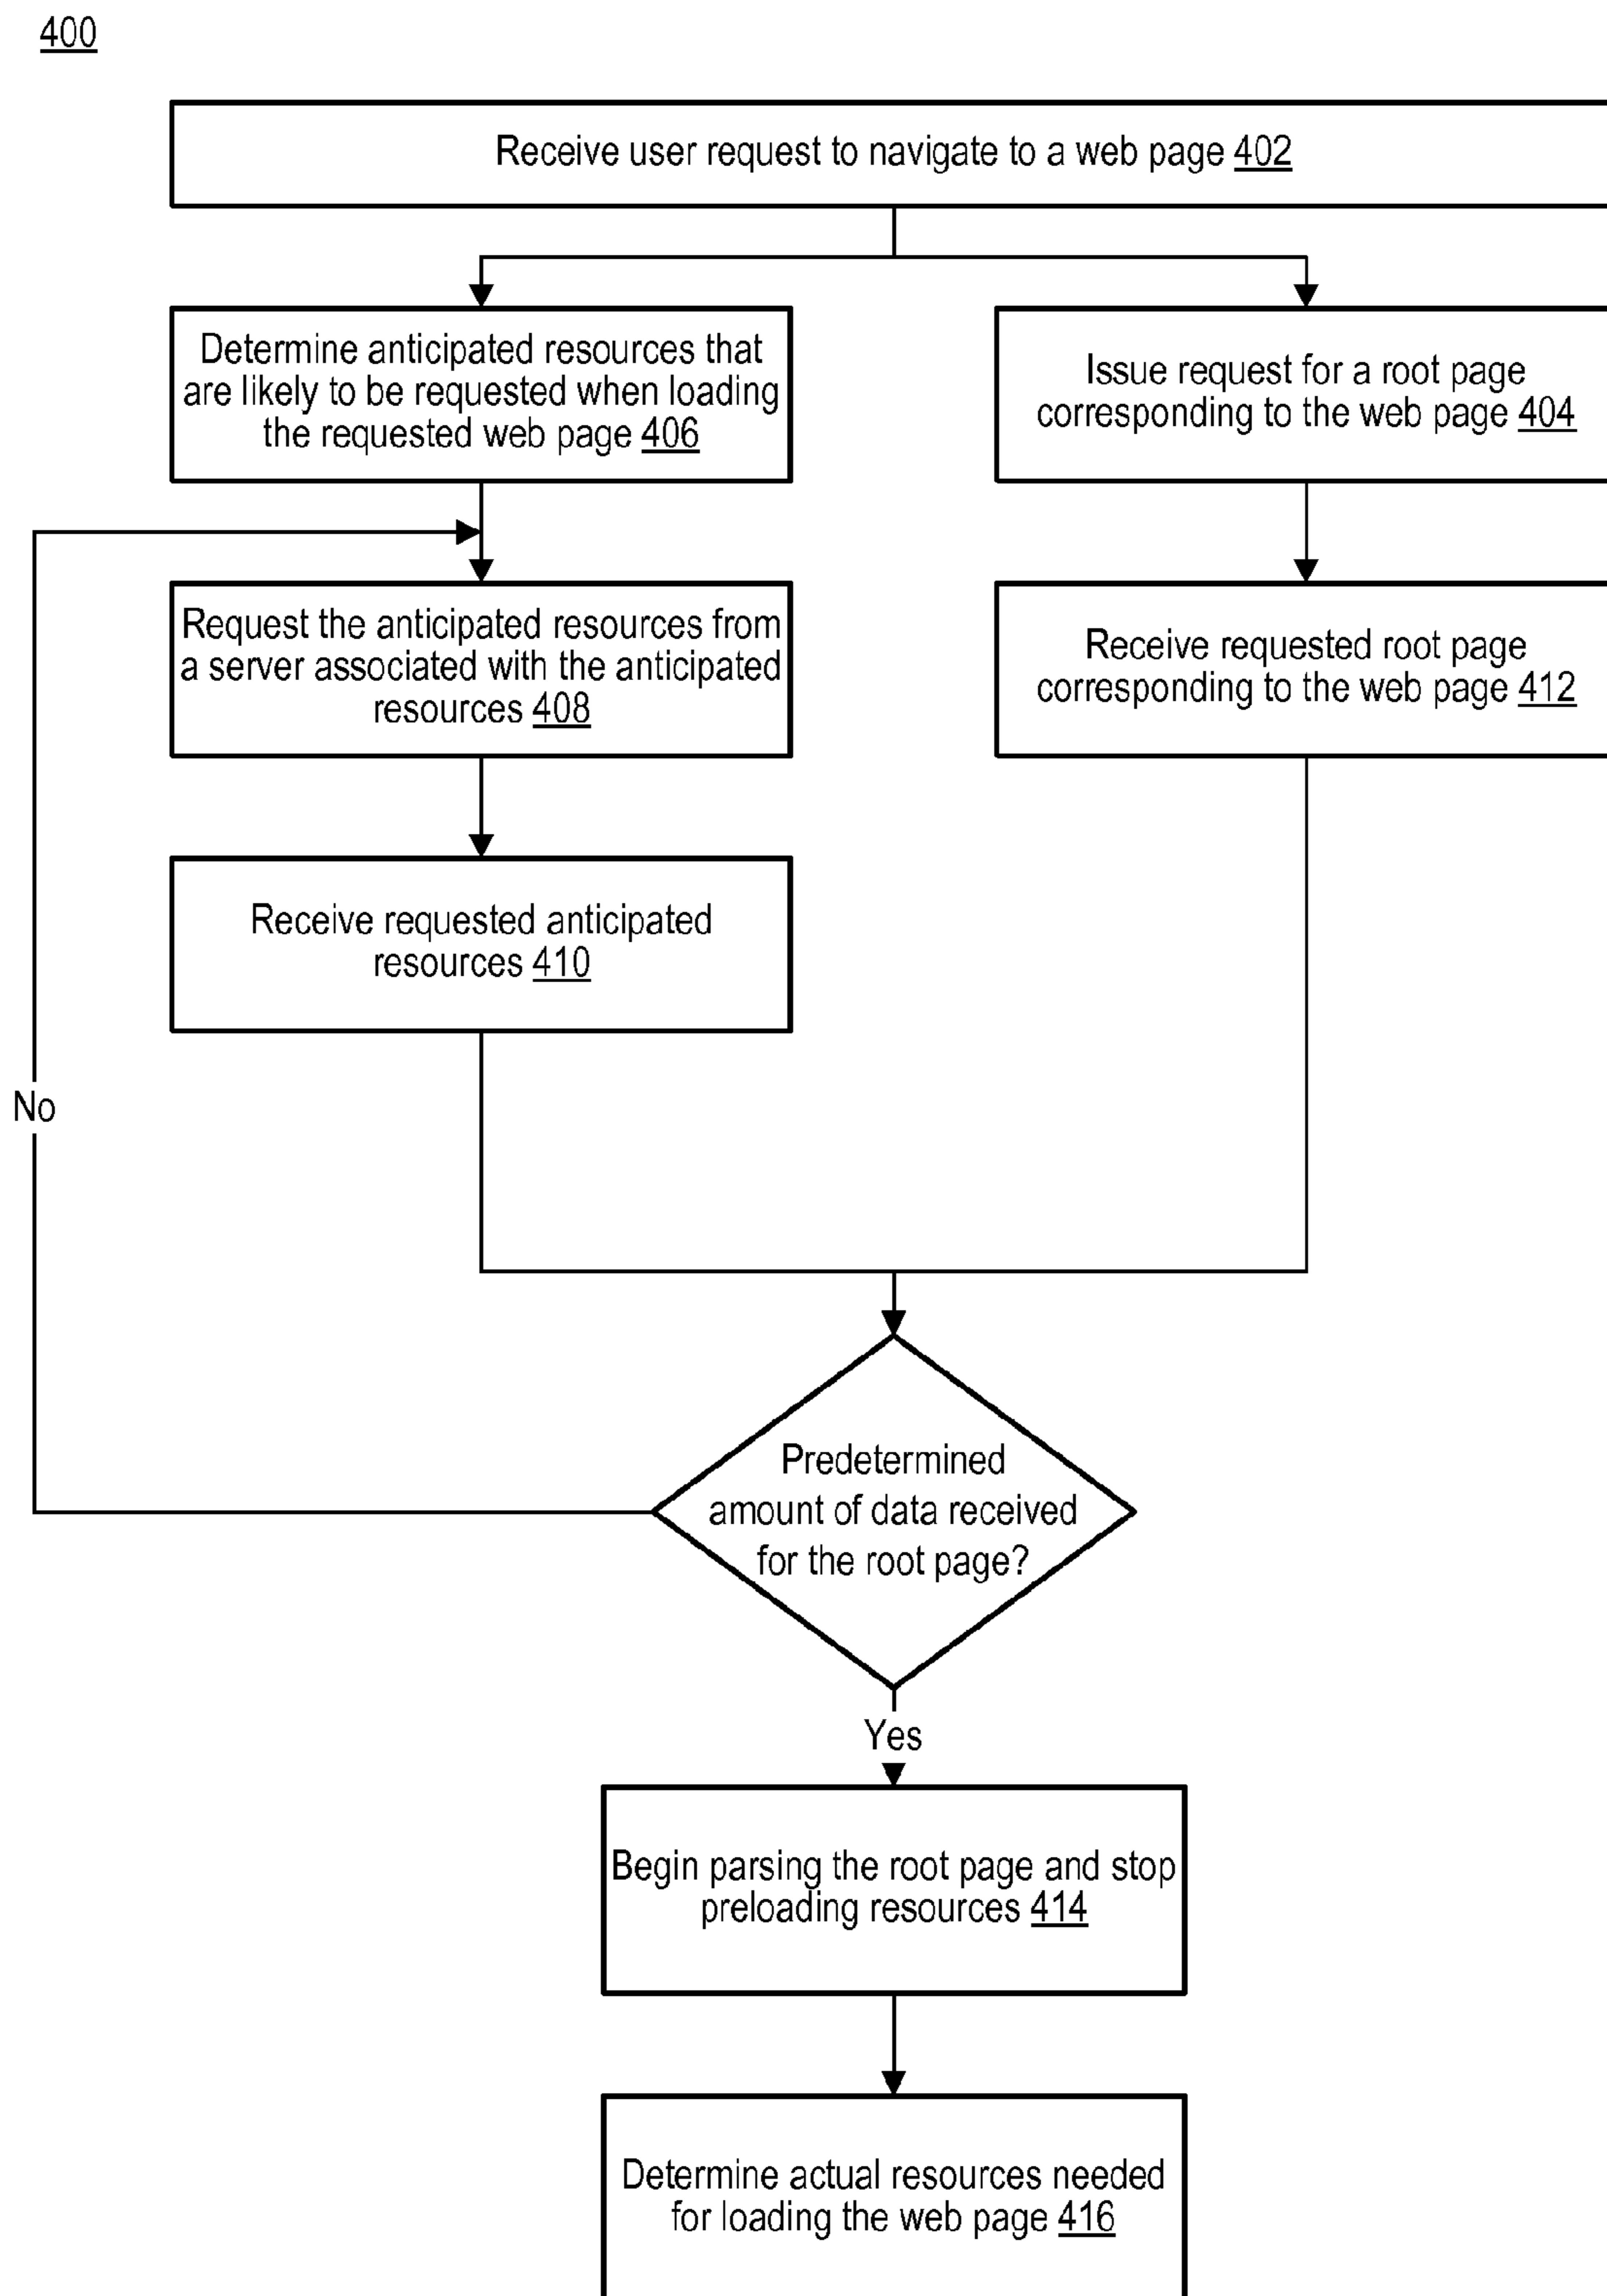 400
Receive user request to navigate to a web page 402
Determine anticipated resources that
are likely to be requested when loading
the requested web page 406
Issue request for a root page
corresponding to the web page 404
Request the anticipated resources from
a server associated with the anticipated
resources 408
Receive requested root page
corresponding to the web page 412
Receive requested anticipated
resources 410
No
Predetermined
amount of data received
for the root page?
Yes
Begin parsing the root page and stop
preloading resources 414
Determine actual resources needed
for loading the web page 416